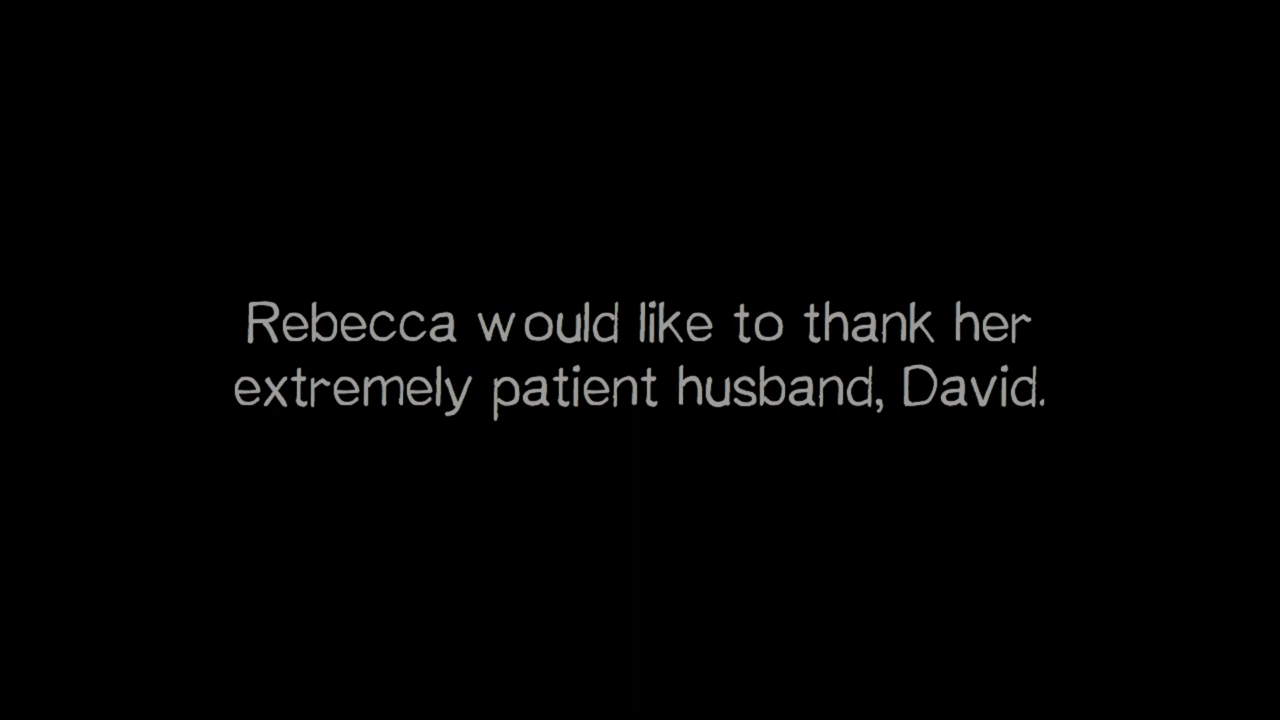 Rebecca would like to thank her
extremely patient husband, David.